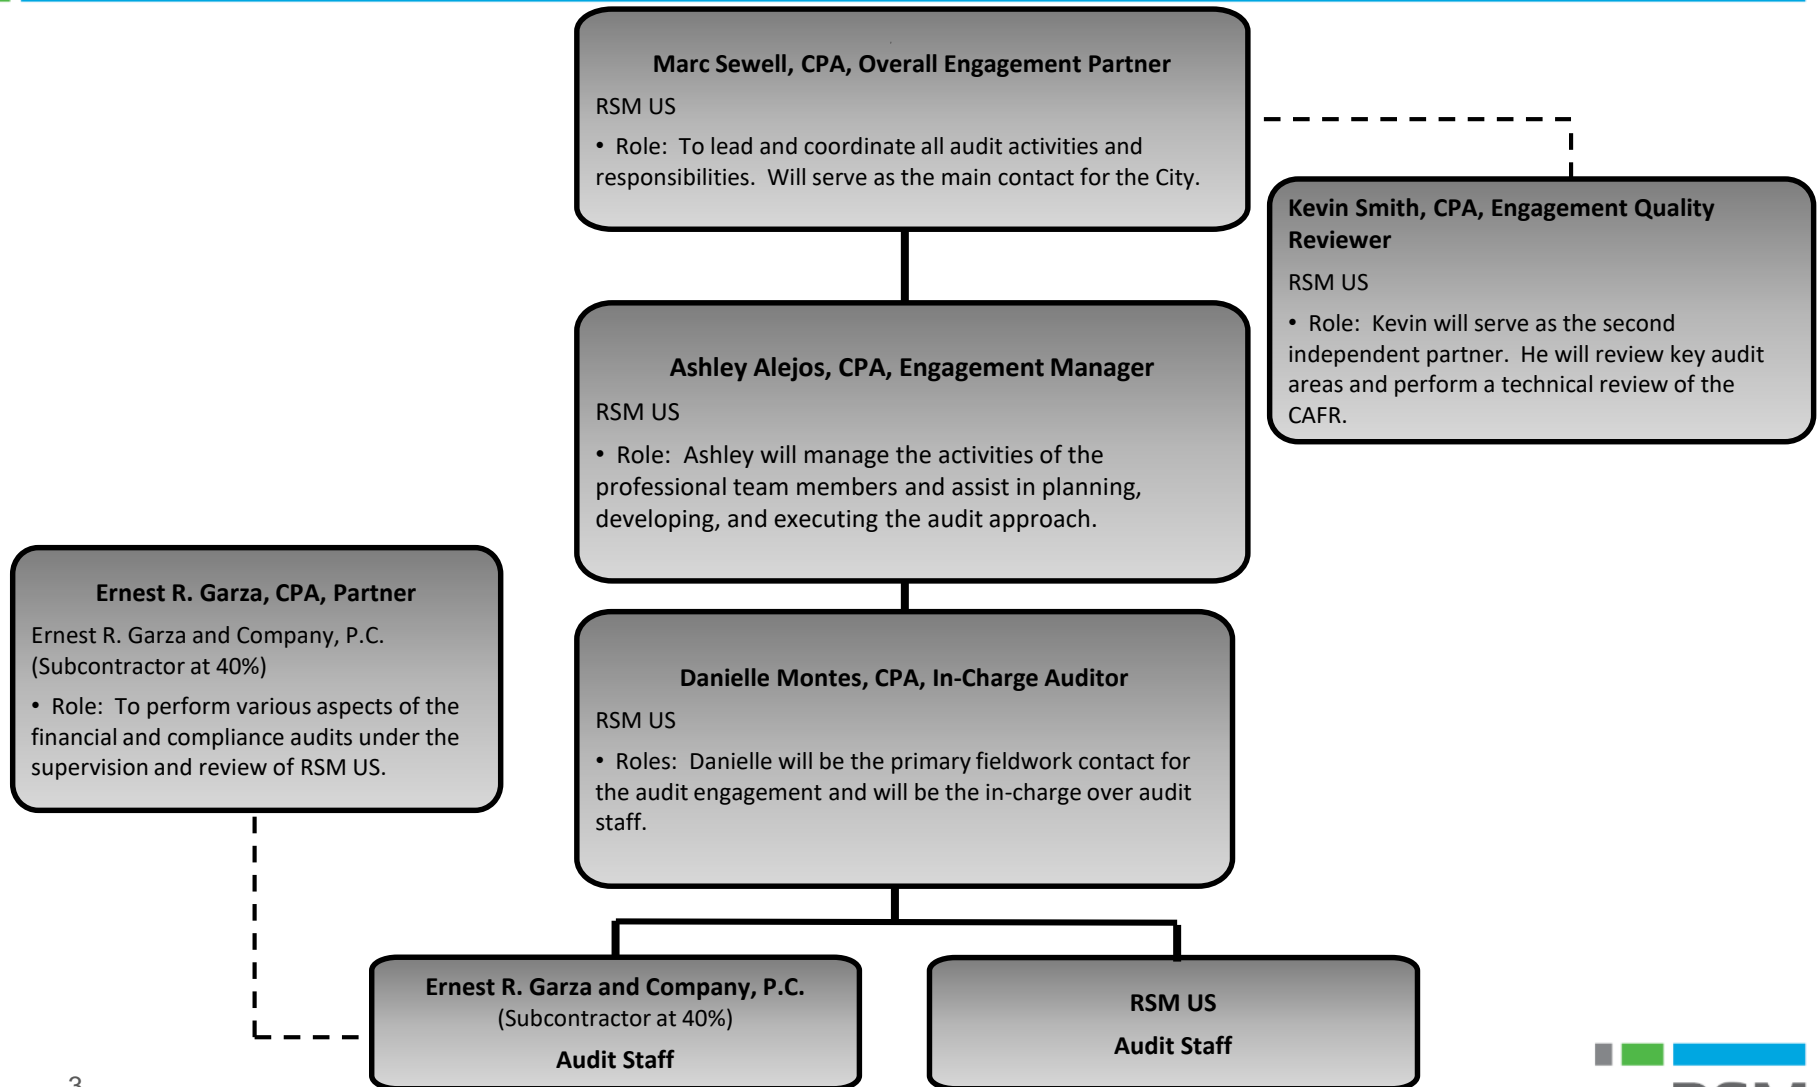 Marc Sewell, CPA, Overall Engagement Partner
RSM US
• Role: To lead and coordinate all audit activities and
responsibilities. Will serve as the main contact for the City.
Kevin Smith, CPA, Engagement Quality
Reviewer
RSM US
• Role: Kevin will serve as the second
independent partner. He will review key audit
areas and perform a technical review of the
CAFR.
Ashley Alejos, CPA, Engagement Manager
RSM US
• Role: Ashley will manage the activities of the
professional team members and assist in planning,
developing, and executing the audit approach.
Ernest R. Garza, CPA, Partner
Ernest R. Garza and Company, P.C.
(Subcontractor at 40%)
• Role: To perform various aspects of the
financial and compliance audits under the
supervision and review of RSM US.
Danielle Montes, CPA, In-Charge Auditor
RSM US
• Roles: Danielle will be the primary fieldwork contact for
the audit engagement and will be the in-charge over audit
staff.
Ernest R. Garza and Company, P.C.
(Subcontractor at 40%)
Audit Staff
RSM US
Audit Staff
3
RSM